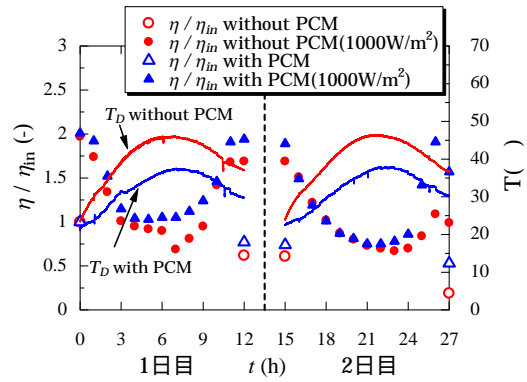 η / ηin without PCM
η / ηin without PCM(1000W/m²)
η / ηin with PCM
η / ηin with PCM(1000W/m²)
3
2.5
2
1.5
1
0.5
0
η / ηin (-)
TD without PCM
TD with PCM
70
60
50
40
30
20
10
0
T(
0 3 6 9 12 15 18 21 24 27
1日目 t (h) 2日目